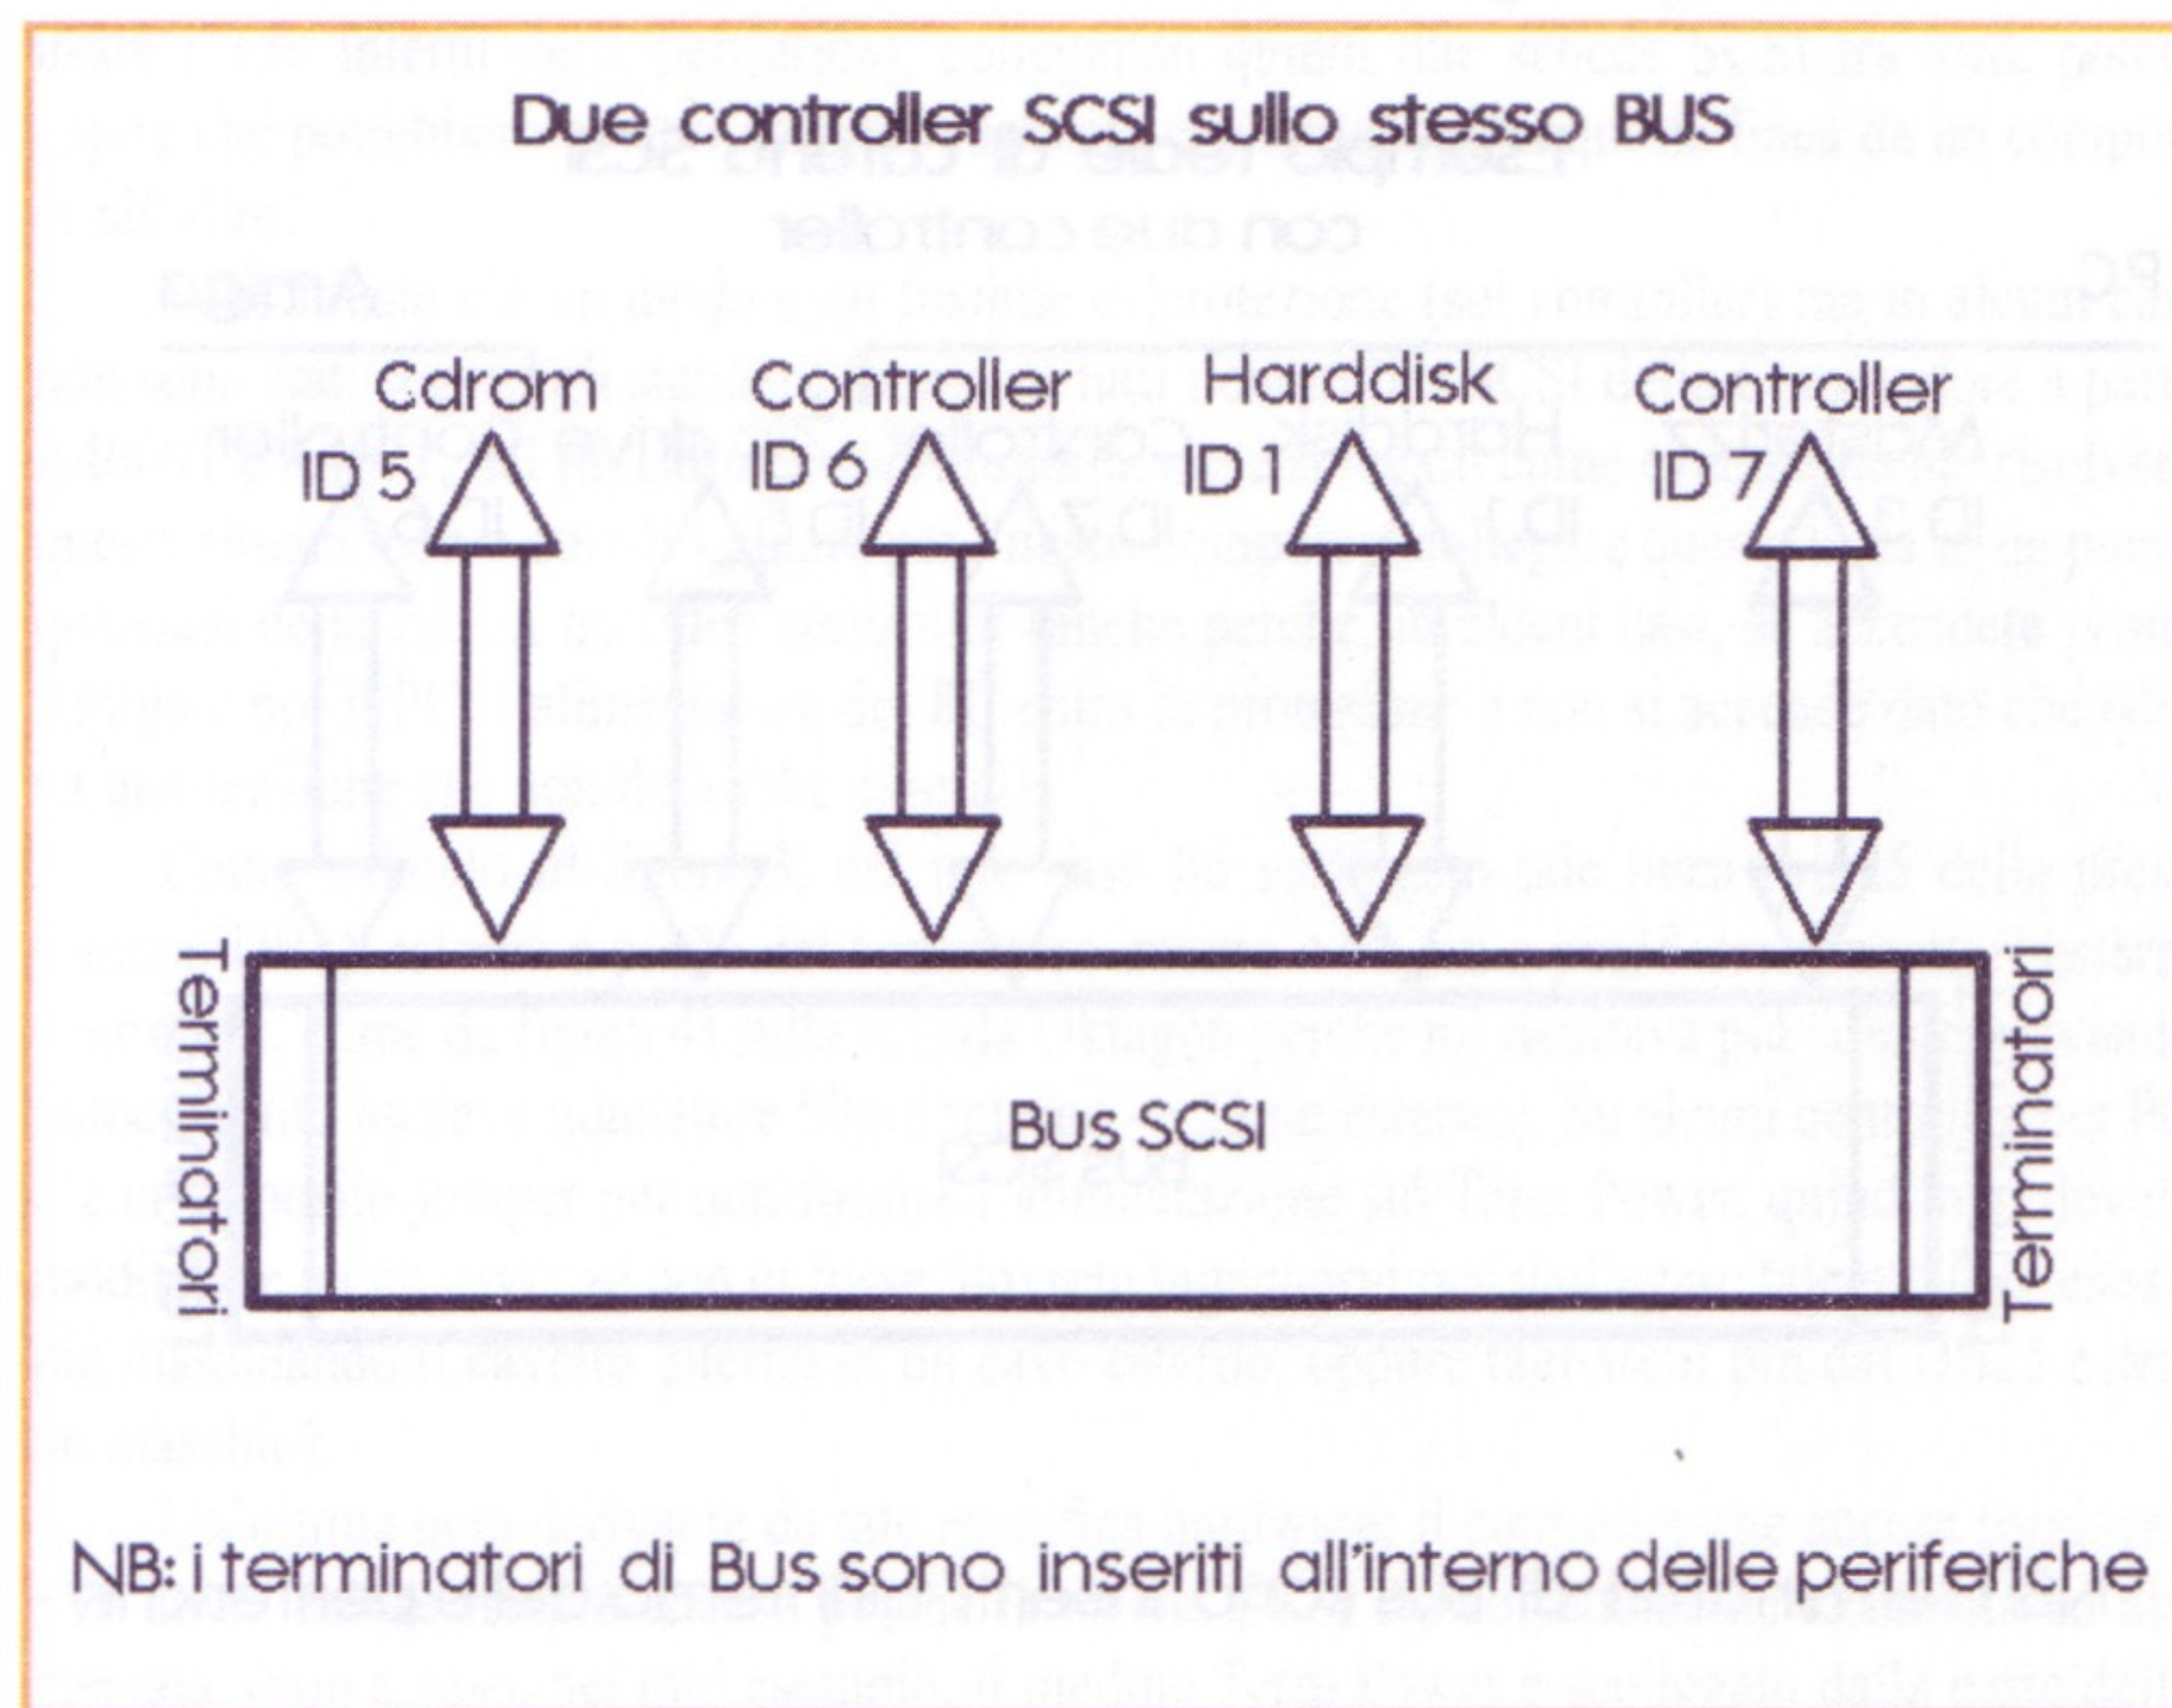 Due controller SCSI sullo stesso BUS
Cdrom
ID 5
Controller
ID 6
Harddisk
ID 1
Controller
ID 7
Terminatori
Bus SCSI
Terminatori
NB: i terminatori di Bus sono inseriti all'interno delle periferiche